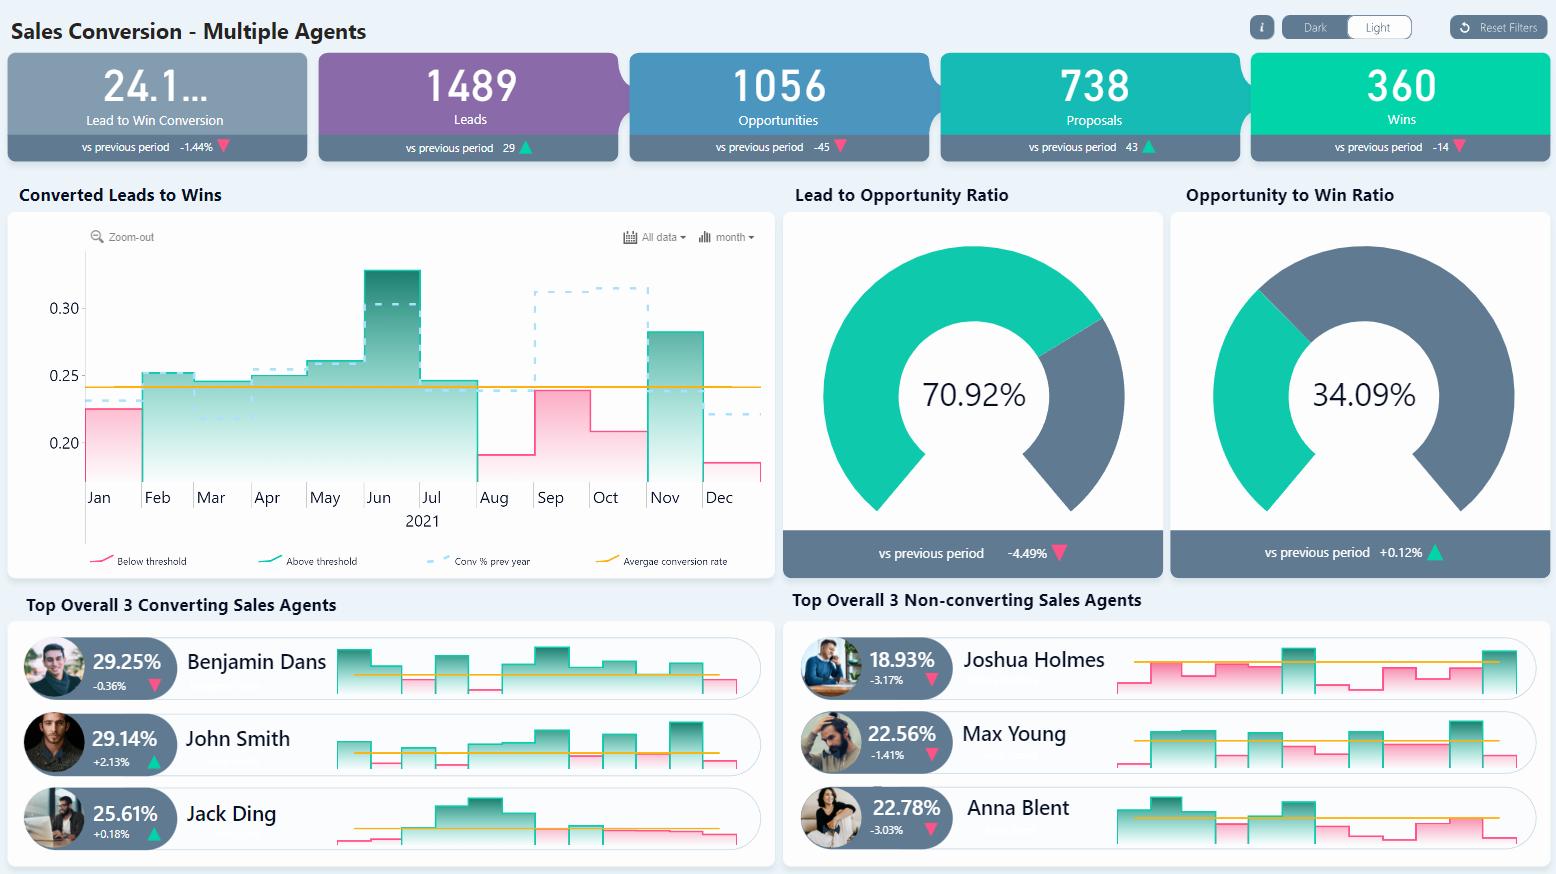 Sales Conversion - Multiple Agents
i
Dark
Light
Reset Filters
24.1...
Lead to Win Conversion
vs previous period -1.44%
1489
Leads
vs previous period 29
1056
Opportunities
vs previous period -45
738
Proposals
vs previous period 43
360
Wins
vs previous period -14
Converted Leads to Wins
Zoom-out
All data
month
0.30
0.25
0.20
Jan Feb Mar Apr May Jun Jul Aug Sep Oct Nov Dec
2021
Below threshold
Above threshold
Conv % prev year
Avergae conversion rate
Lead to Opportunity Ratio
70.92%
vs previous period -4.49%
Opportunity to Win Ratio
34.09%
vs previous period +0.12%
Top Overall 3 Converting Sales Agents
29.25%
-0.36%
Benjamin Dans
29.14%
+2.13%
John Smith
25.61%
+0.18%
Jack Ding
Top Overall 3 Non-converting Sales Agents
18.93%
-3.17%
Joshua Holmes
22.56%
-1.41%
Max Young
22.78%
-3.03%
Anna Blent